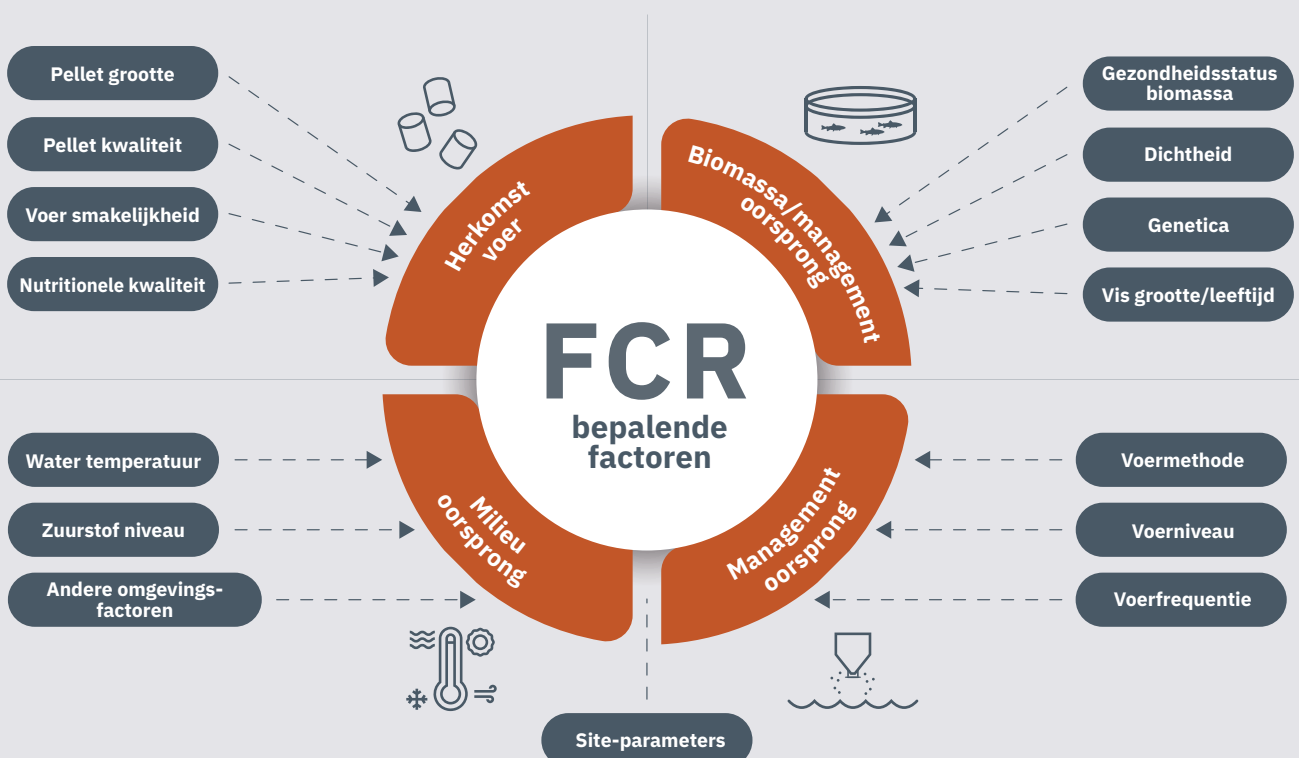 Pellet grootte
Pellet kwaliteit
Voer smakelijkheid
Nutritionele kwaliteit
Herkomst
voer
Biomassa/management
oorsprong
Gezondheidsstatus
biomassa
Dichtheid
Genetica
Vis grootte/leeftijd
FCR
bepalende
factoren
Water temperatuur
Zuurstof niveau
Andere omgevings-
factoren
Milieu
oorsprong
Management
oorsprong
Voermethode
Voerniveau
Voerfrequentie
Site-parameters